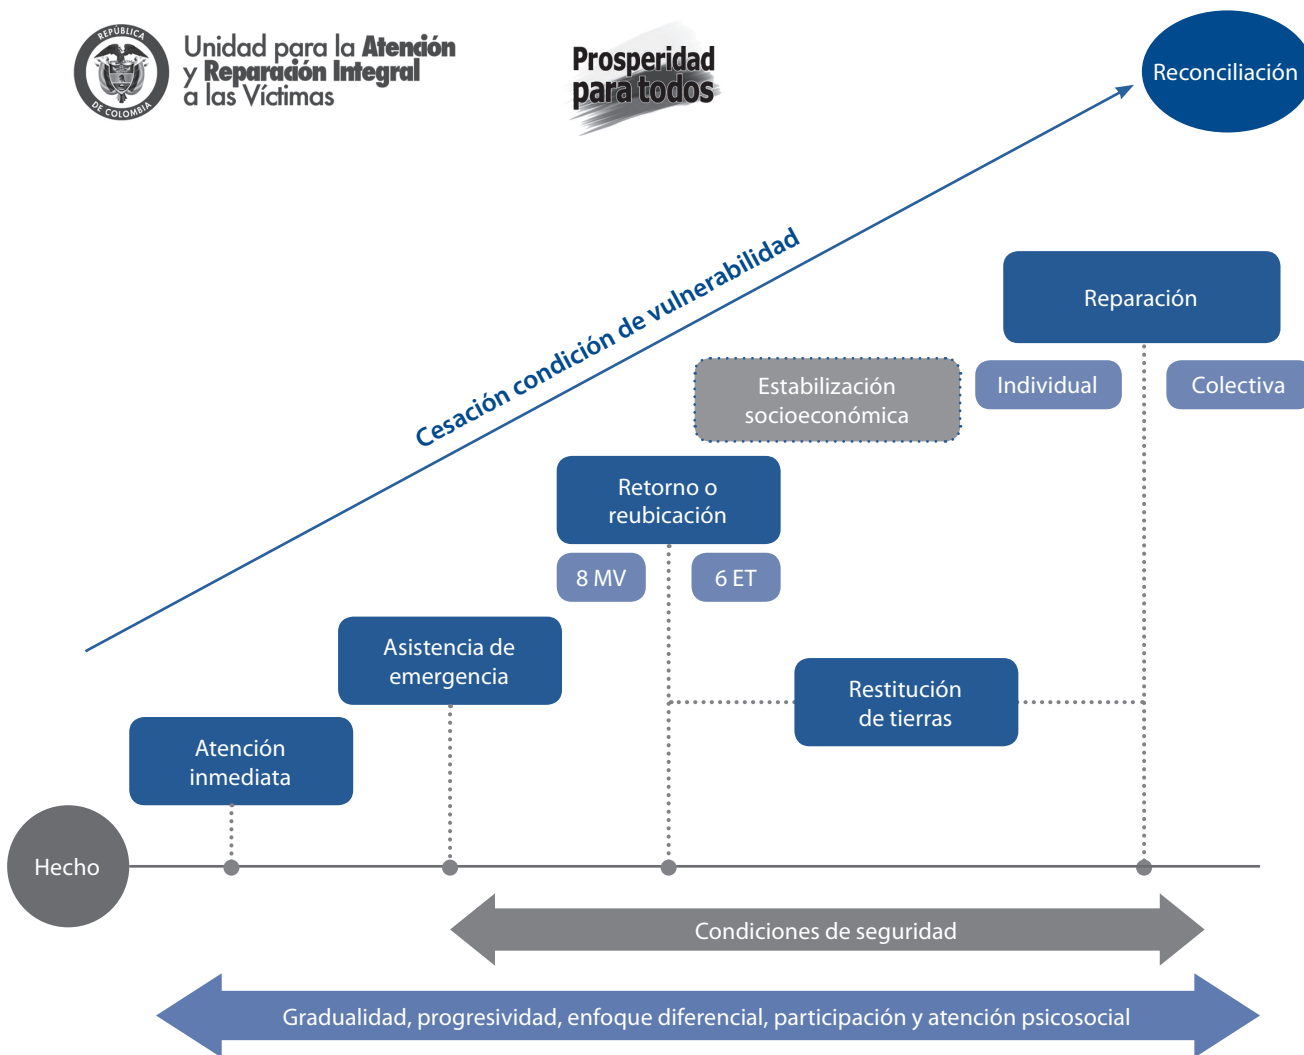 REPÚBLICA
DE COLOMBIA
Unidad para la Atención
y Reparación Integral
a las Víctimas
Prosperidad
para todos
Reconciliación
Cesación condición de vulnerabilidad
Reparación
Individual
Colectiva
Estabilización
socioeconómica
Retorno o
reubicación
8 MV
6 ET
Asistencia de
emergencia
Restitución
de tierras
Atención
inmediata
Hecho
Condiciones de seguridad
Gradualidad, progresividad, enfoque diferencial, participación y atención psicosocial